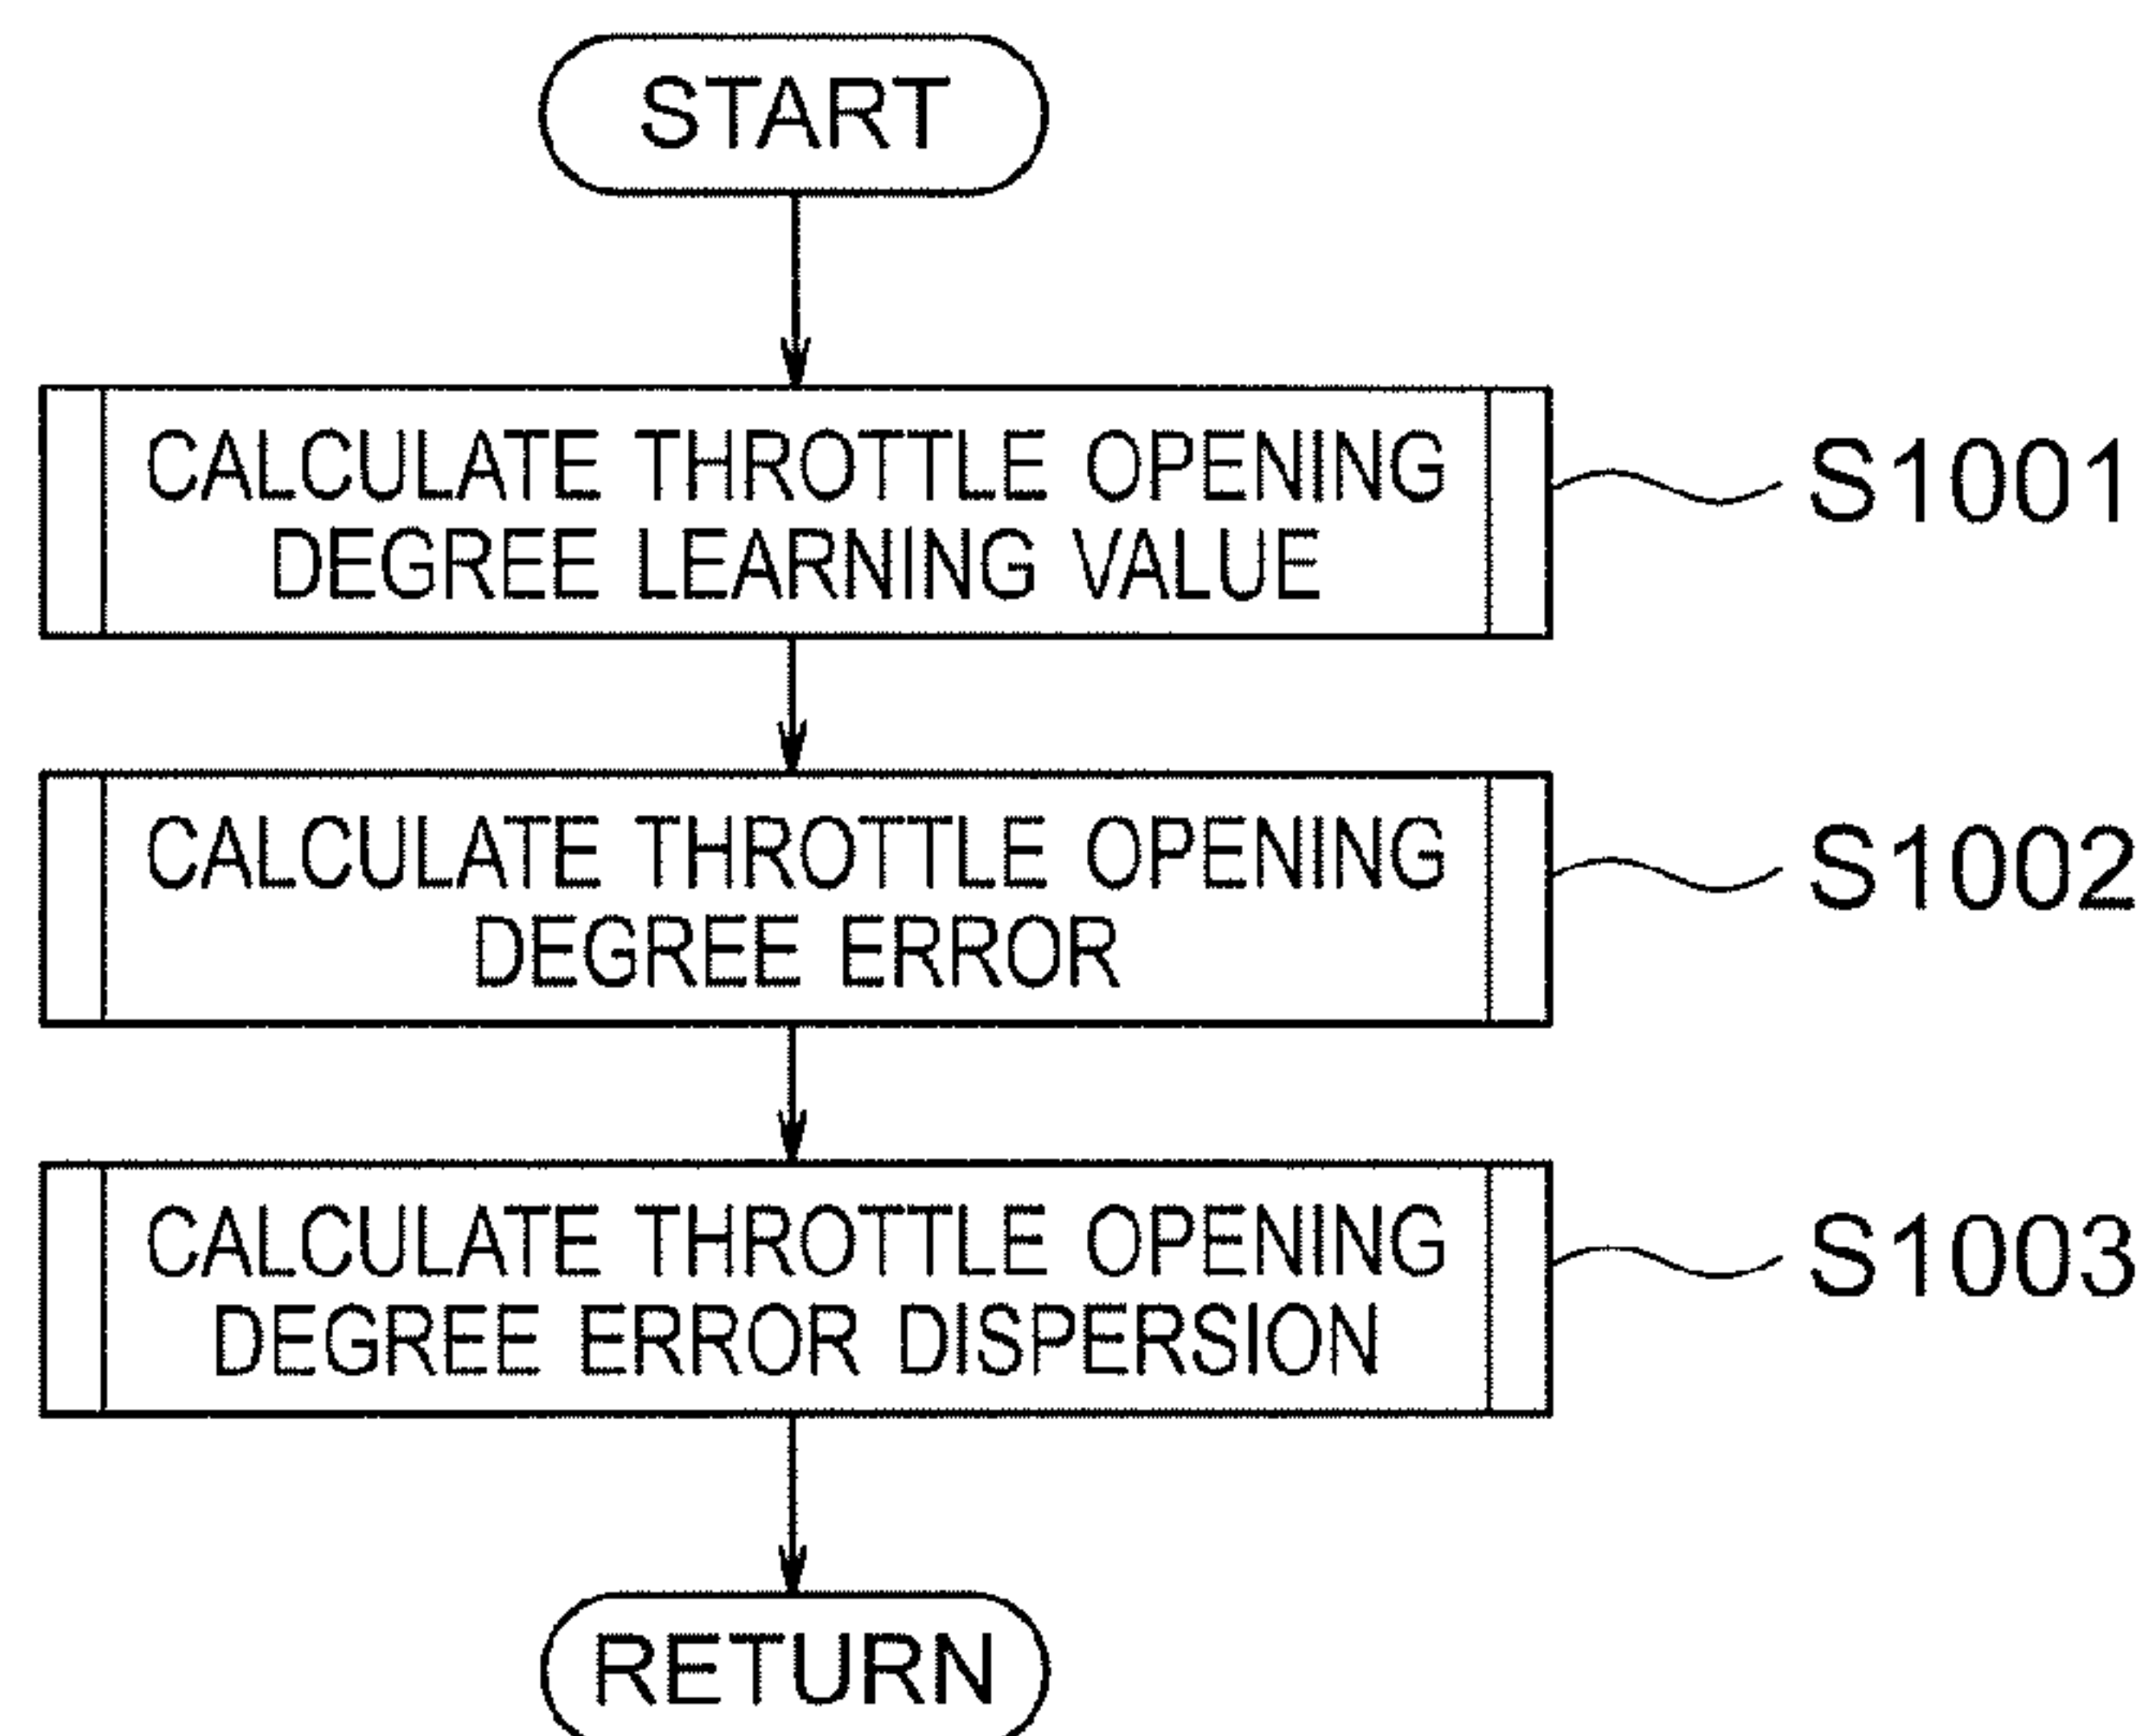 START
CALCULATE THROTTLE OPENING
DEGREE LEARNING VALUE
S1001
CALCULATE THROTTLE OPENING
DEGREE ERROR
S1002
CALCULATE THROTTLE OPENING
DEGREE ERROR DISPERSION
S1003
RETURN